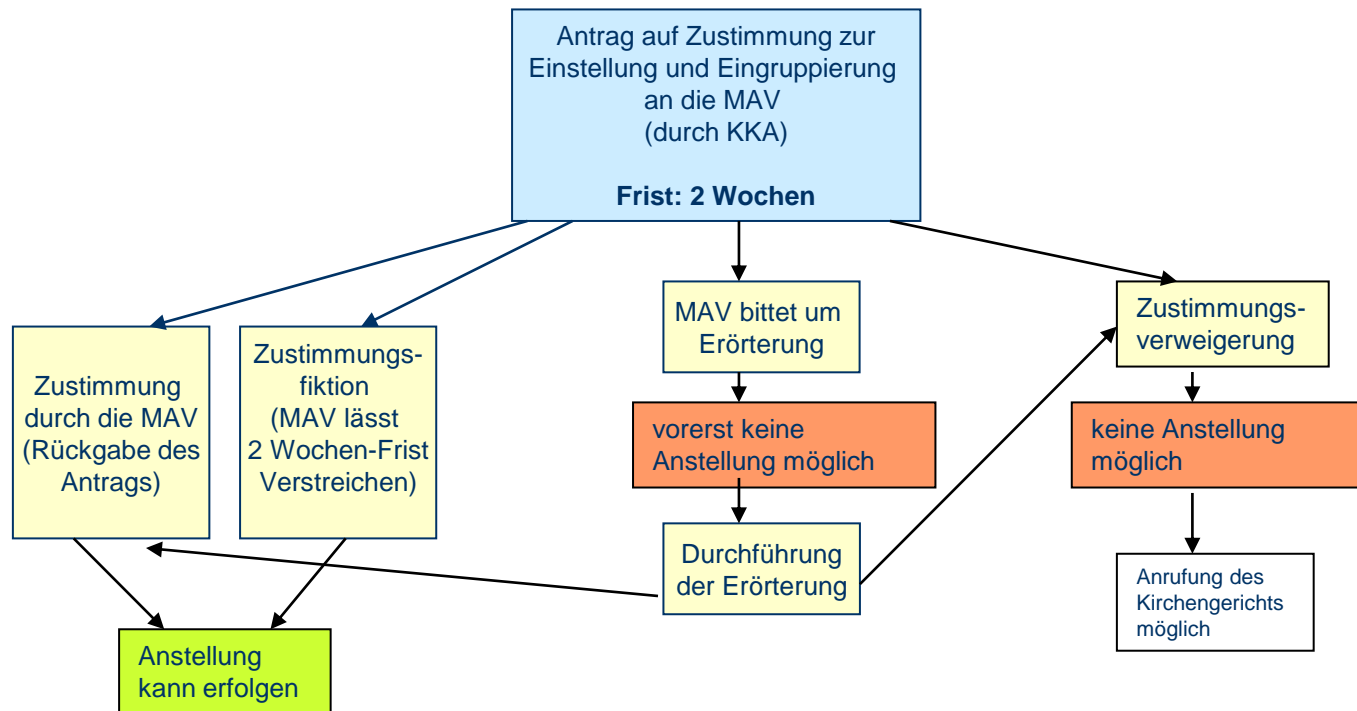 Antrag auf Zustimmung zur
Einstellung und Eingruppierung
an die MAV
(durch KKA)
Frist: 2 Wochen
Zustimmung
durch die MAV
(Rückgabe des
Antrags)
Zustimmungs-
fiktion
(MAV lässt
2 Wochen-Frist
Verstreichen)
MAV bittet um
Erörterung
Zustimmungs-
verweigerung
vorerst keine
Anstellung möglich
keine Anstellung
möglich
Durchführung
der Erörterung
Anrufung des
Kirchengerichts
möglich
Anstellung
kann erfolgen